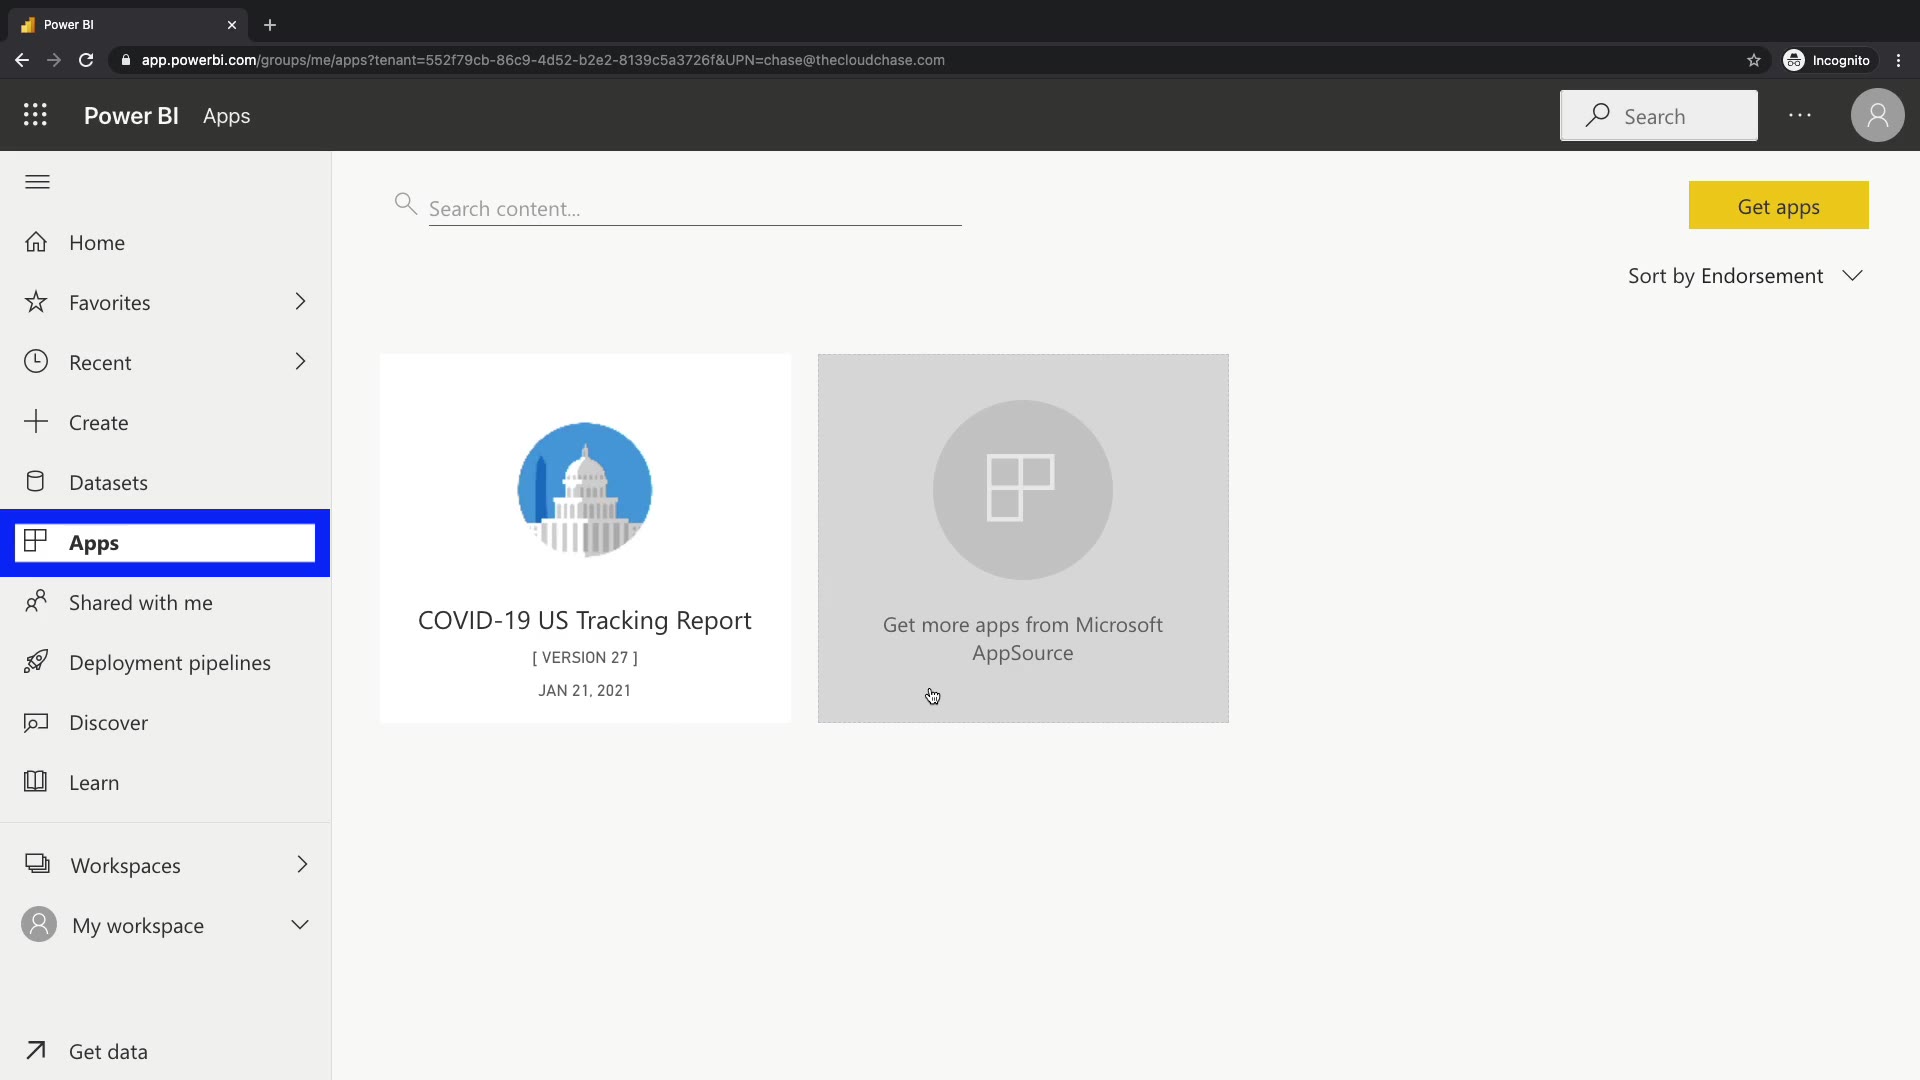 Power BI
app.powerbi.com/groups/me/apps?tenant=552f79cb-86c9-4d52-b2e2-8139c5a3726f&UPN=chase@thecloudchase.com
Incognito
Power BI Apps
Search
Search content...
Get apps
Sort by Endorsement
Home
Favorites
Recent
Create
Datasets
Apps
Shared with me
Deployment pipelines
Discover
Learn
Workspaces
My workspace
Get data
COVID-19 US Tracking Report
[ VERSION 27 ]
JAN 21, 2021
Get more apps from Microsoft
AppSource